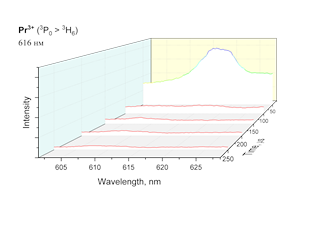 Pr³⁺ (³P₀ > ³H₆)
616 нм
Intensity
50
100
150
200
250
605 610 615 620 625
Wavelength, nm